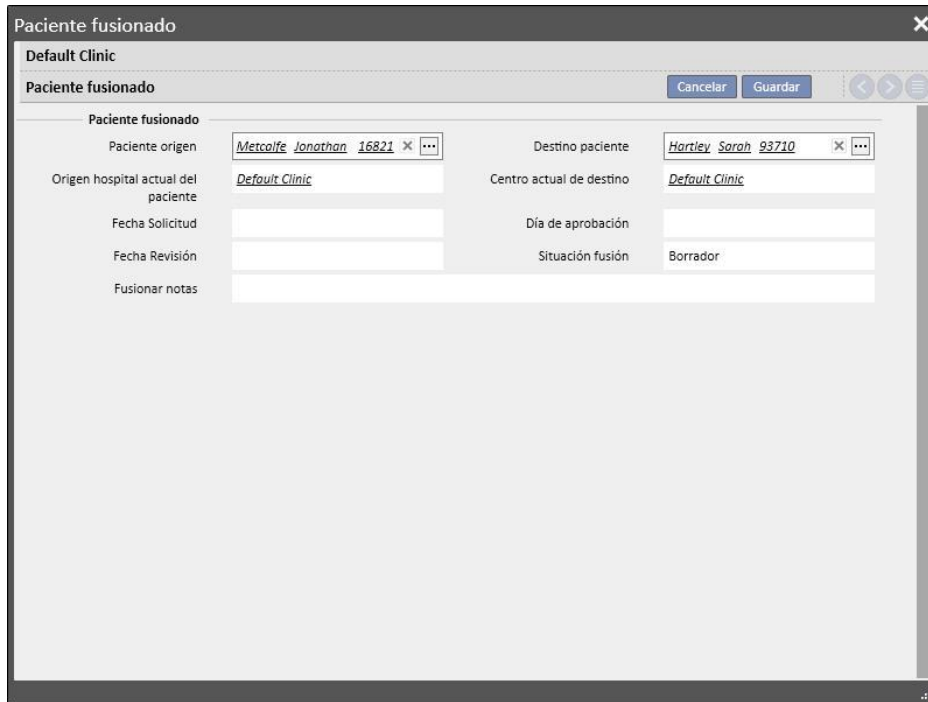 Paciente fusionado
Default Clinic
Paciente fusionado Cancelar Guardar
Paciente fusionado
Paciente origen Metcalfe Jonathan 16821 Destino paciente Hartley Sarah 93710
Origen hospital actual del paciente Default Clinic Centro actual de destino Default Clinic
Fecha Solicitud Día de aprobación
Fecha Revisión Situación fusión Borrador
Fusionar notas